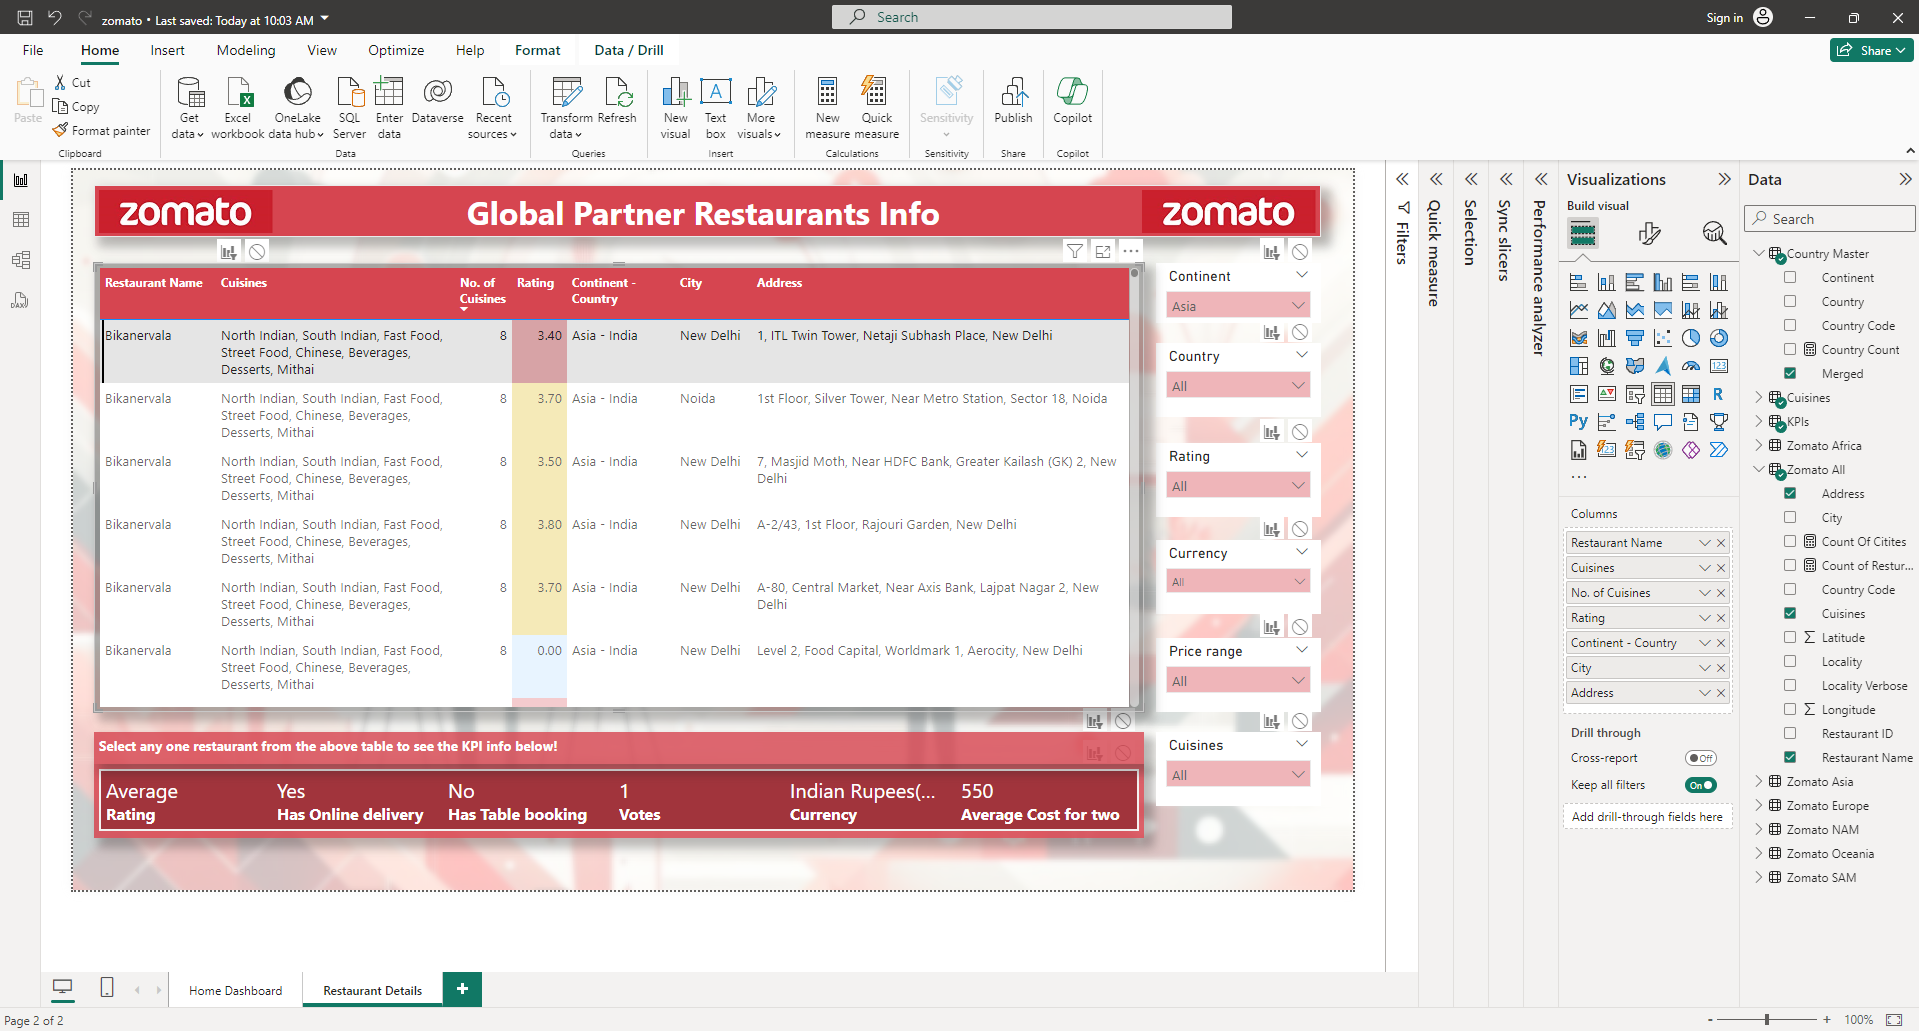 zomato • Last saved: Today at 10:03 AM
Search
Sign in
File
Home
Insert
Modeling
View
Optimize
Help
Format
Data / Drill
Share
Paste
Cut
Copy
Format painter
Clipboard
Get data
Excel workbook
OneLake data hub
SQL Server
Enter data
Dataverse
Recent sources
Data
Transform data
Refresh
Queries
New visual
Text box
More visuals
Insert
New measure
Quick measure
Calculations
Sensitivity
Sensitivity
Publish
Share
Copilot
Copilot
zomato
Global Partner Restaurants Info
zomato
Restaurant Name
Cuisines
No. of
Cuisines
Rating
Continent -
Country
City
Address
Bikanervala
North Indian, South Indian, Fast Food,
Street Food, Chinese, Beverages,
Desserts, Mithai
8
3.40
Asia - India
New Delhi
1, ITL Twin Tower, Netaji Subhash Place, New Delhi
Bikanervala
North Indian, South Indian, Fast Food,
Street Food, Chinese, Beverages,
Desserts, Mithai
8
3.70
Asia - India
Noida
1st Floor, Silver Tower, Near Metro Station, Sector 18, Noida
Bikanervala
North Indian, South Indian, Fast Food,
Street Food, Chinese, Beverages,
Desserts, Mithai
8
3.50
Asia - India
New Delhi
7, Masjid Moth, Near HDFC Bank, Greater Kailash (GK) 2, New
Delhi
Bikanervala
North Indian, South Indian, Fast Food,
Street Food, Chinese, Beverages,
Desserts, Mithai
8
3.80
Asia - India
New Delhi
A-2/43, 1st Floor, Rajouri Garden, New Delhi
Bikanervala
North Indian, South Indian, Fast Food,
Street Food, Chinese, Beverages,
Desserts, Mithai
8
3.70
Asia - India
New Delhi
A-80, Central Market, Near Axis Bank, Lajpat Nagar 2, New
Delhi
Bikanervala
North Indian, South Indian, Fast Food,
Street Food, Chinese, Beverages,
Desserts, Mithai
8
0.00
Asia - India
New Delhi
Level 2, Food Capital, Worldmark 1, Aerocity, New Delhi
Continent
Asia
Country
All
Rating
All
Currency
All
Price range
All
Cuisines
All
Select any one restaurant from the above table to see the KPI info below!
Average
Rating
Yes
Has Online delivery
No
Has Table booking
1
Votes
Indian Rupees(...
Currency
550
Average Cost for two
Filters
Quick measure
Selection
Sync slicers
Performance analyzer
Visualizations
Build visual
123
R
Py
...
Columns
Restaurant Name
Cuisines
No. of Cuisines
Rating
Continent - Country
City
Address
Drill through
Cross-report
Off
Keep all filters
On
Add drill-through fields here
Data
Search
Country Master
Continent
Country
Country Code
Country Count
Merged
Cuisines
KPIs
Zomato Africa
Zomato All
Address
City
Count Of Citites
Count of Restur...
Country Code
Cuisines
Latitude
Locality
Locality Verbose
Longitude
Restaurant ID
Restaurant Name
Zomato Asia
Zomato Europe
Zomato NAM
Zomato Oceania
Zomato SAM
Home Dashboard
Restaurant Details
+
Page 2 of 2
- + 100%